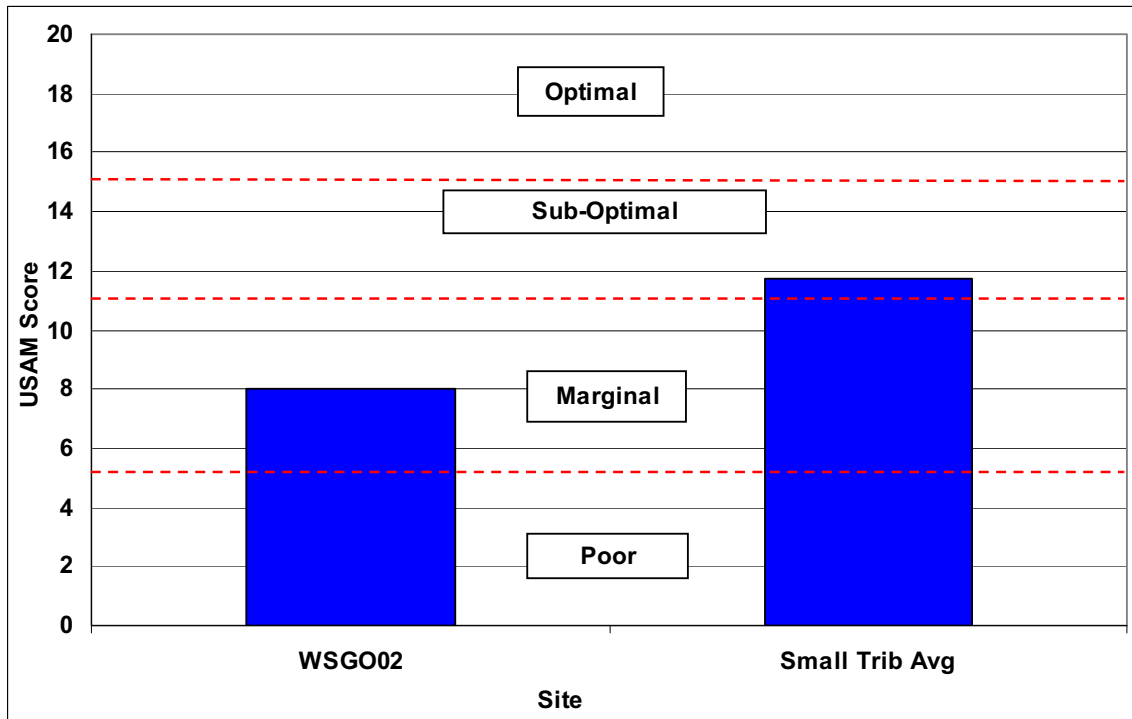 20
18
16
14
12
10
8
6
4
2
0
USAM Score
Optimal
Sub-Optimal
Marginal
Poor
WSGO02
Small Trib Avg
Site